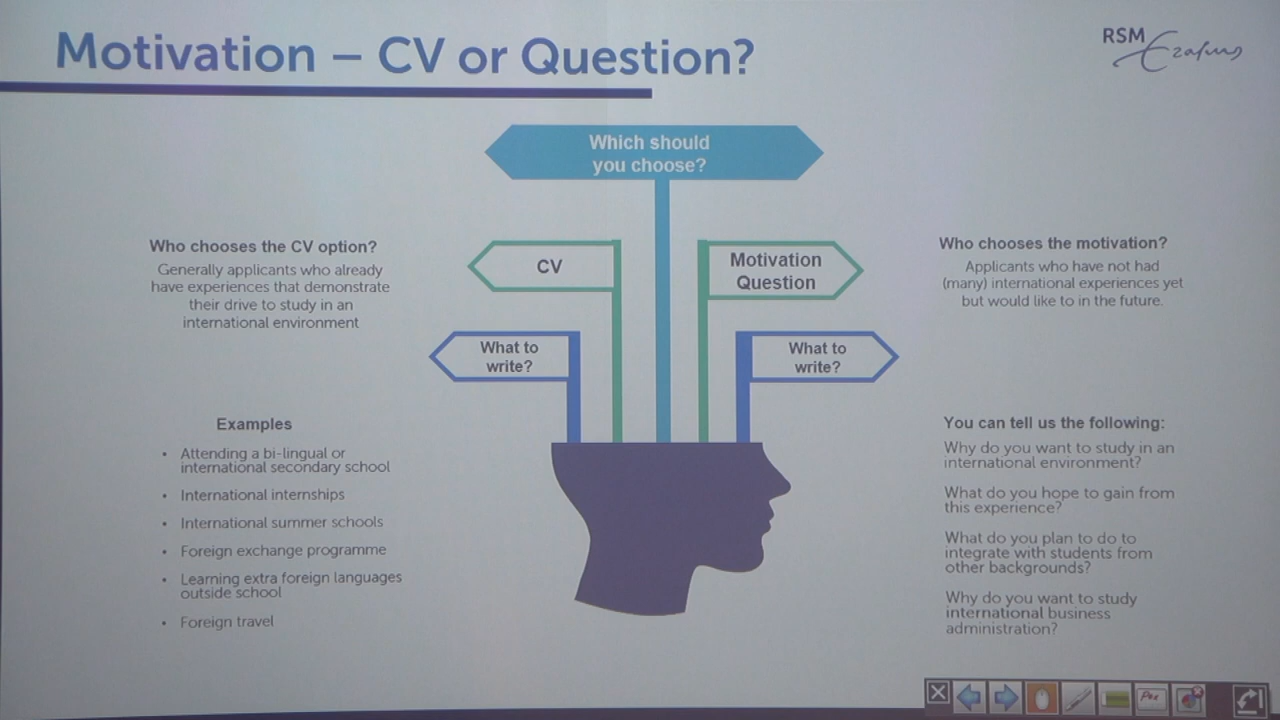 Motivation – CV or Question?
RSM
Erasmus
Which should
you choose?
Who chooses the CV option?
Generally applicants who already
have experiences that demonstrate
their drive to study in an
international environment
CV
Motivation
Question
Who chooses the motivation?
Applicants who have not had
(many) international experiences yet
but would like to in the future.
What to
write?
What to
write?
Examples
• Attending a bi-lingual or
international secondary school
• International internships
• International summer schools
• Foreign exchange programme
• Learning extra foreign languages
outside school
• Foreign travel
You can tell us the following:
Why do you want to study in an
international environment?
What do you hope to gain from
this experience?
What do you plan to do to
integrate with students from
other backgrounds?
Why do you want to study
international business
administration?